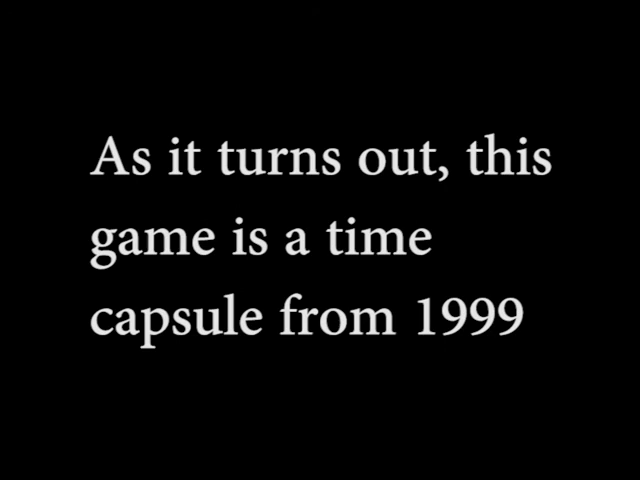 As it turns out, this
game is a time
capsule from 1999